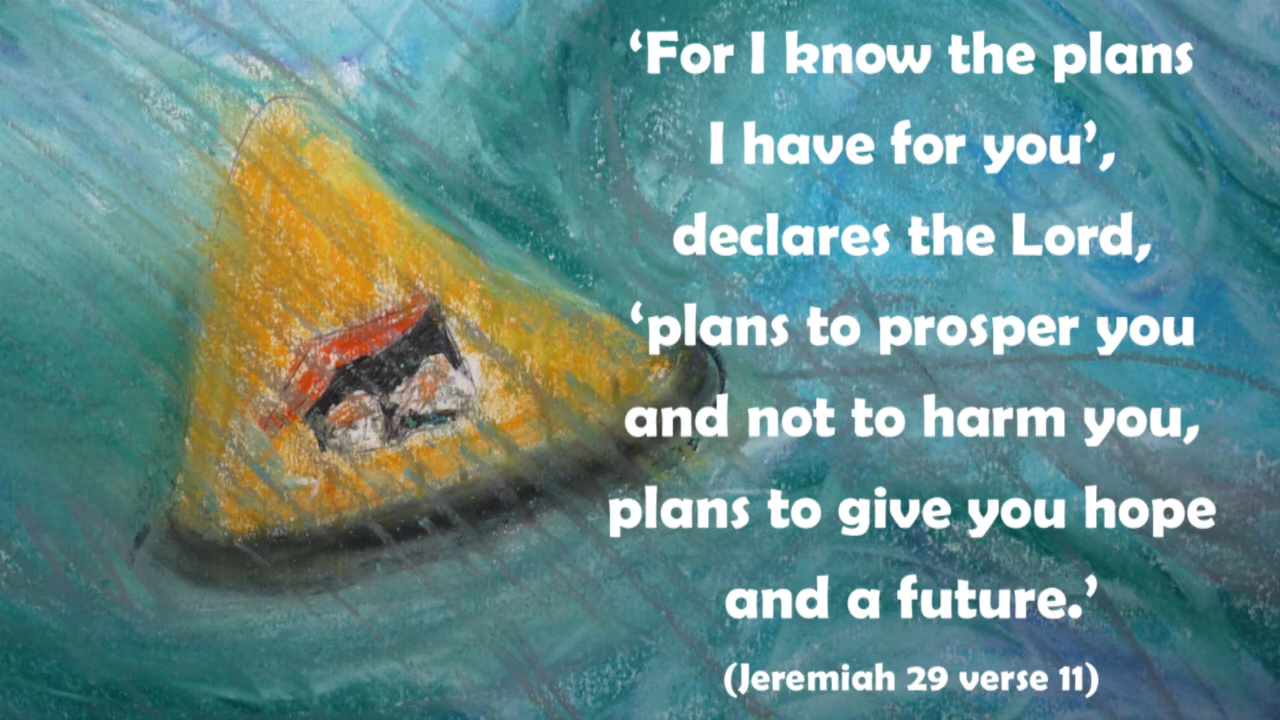 ‘For I know the plans
I have for you’,
declares the Lord,
‘plans to prosper you
and not to harm you,
plans to give you hope
and a future.’
(Jeremiah 29 verse 11)